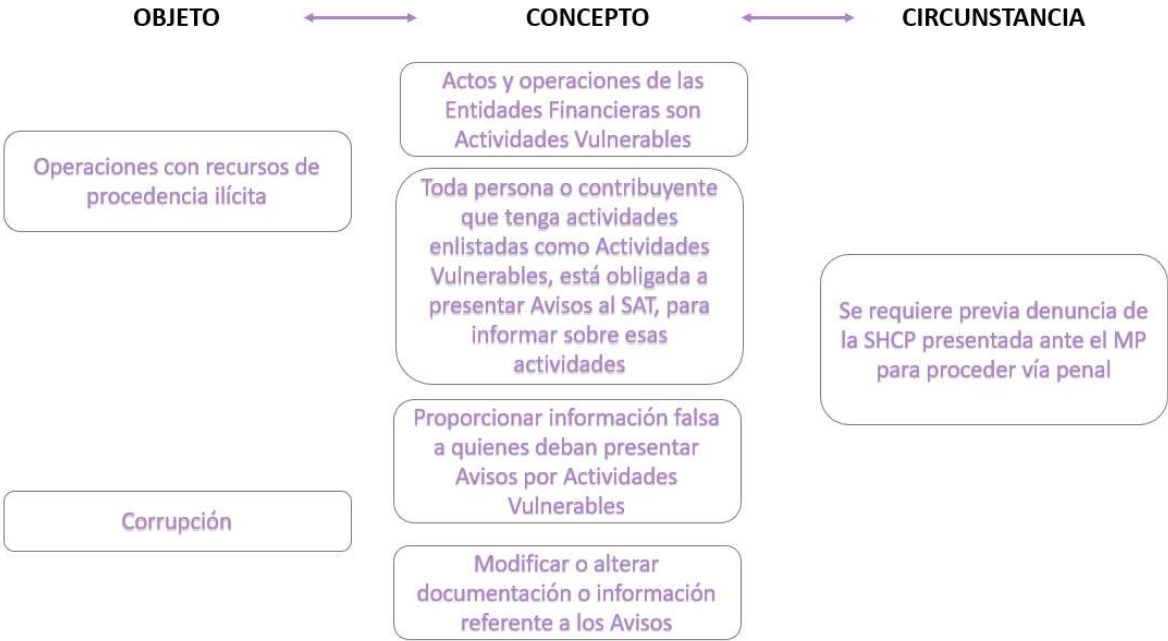 OBJETO
CONCEPTO
CIRCUNSTANCIA
Operaciones con recursos de
procedencia ilícita
Corrupción
Actos y operaciones de las
Entidades Financieras son
Actividades Vulnerables
Toda persona o contribuyente
que tenga actividades
enlistadas como Actividades
Vulnerables, está obligada a
presentar Avisos al SAT, para
informar sobre esas
actividades
Proporcionar información falsa
a quienes deban presentar
Avisos por Actividades
Vulnerables
Modificar o alterar
documentación o información
referente a los Avisos
Se requiere previa denuncia de
la SHCP presentada ante el MP
para proceder vía penal